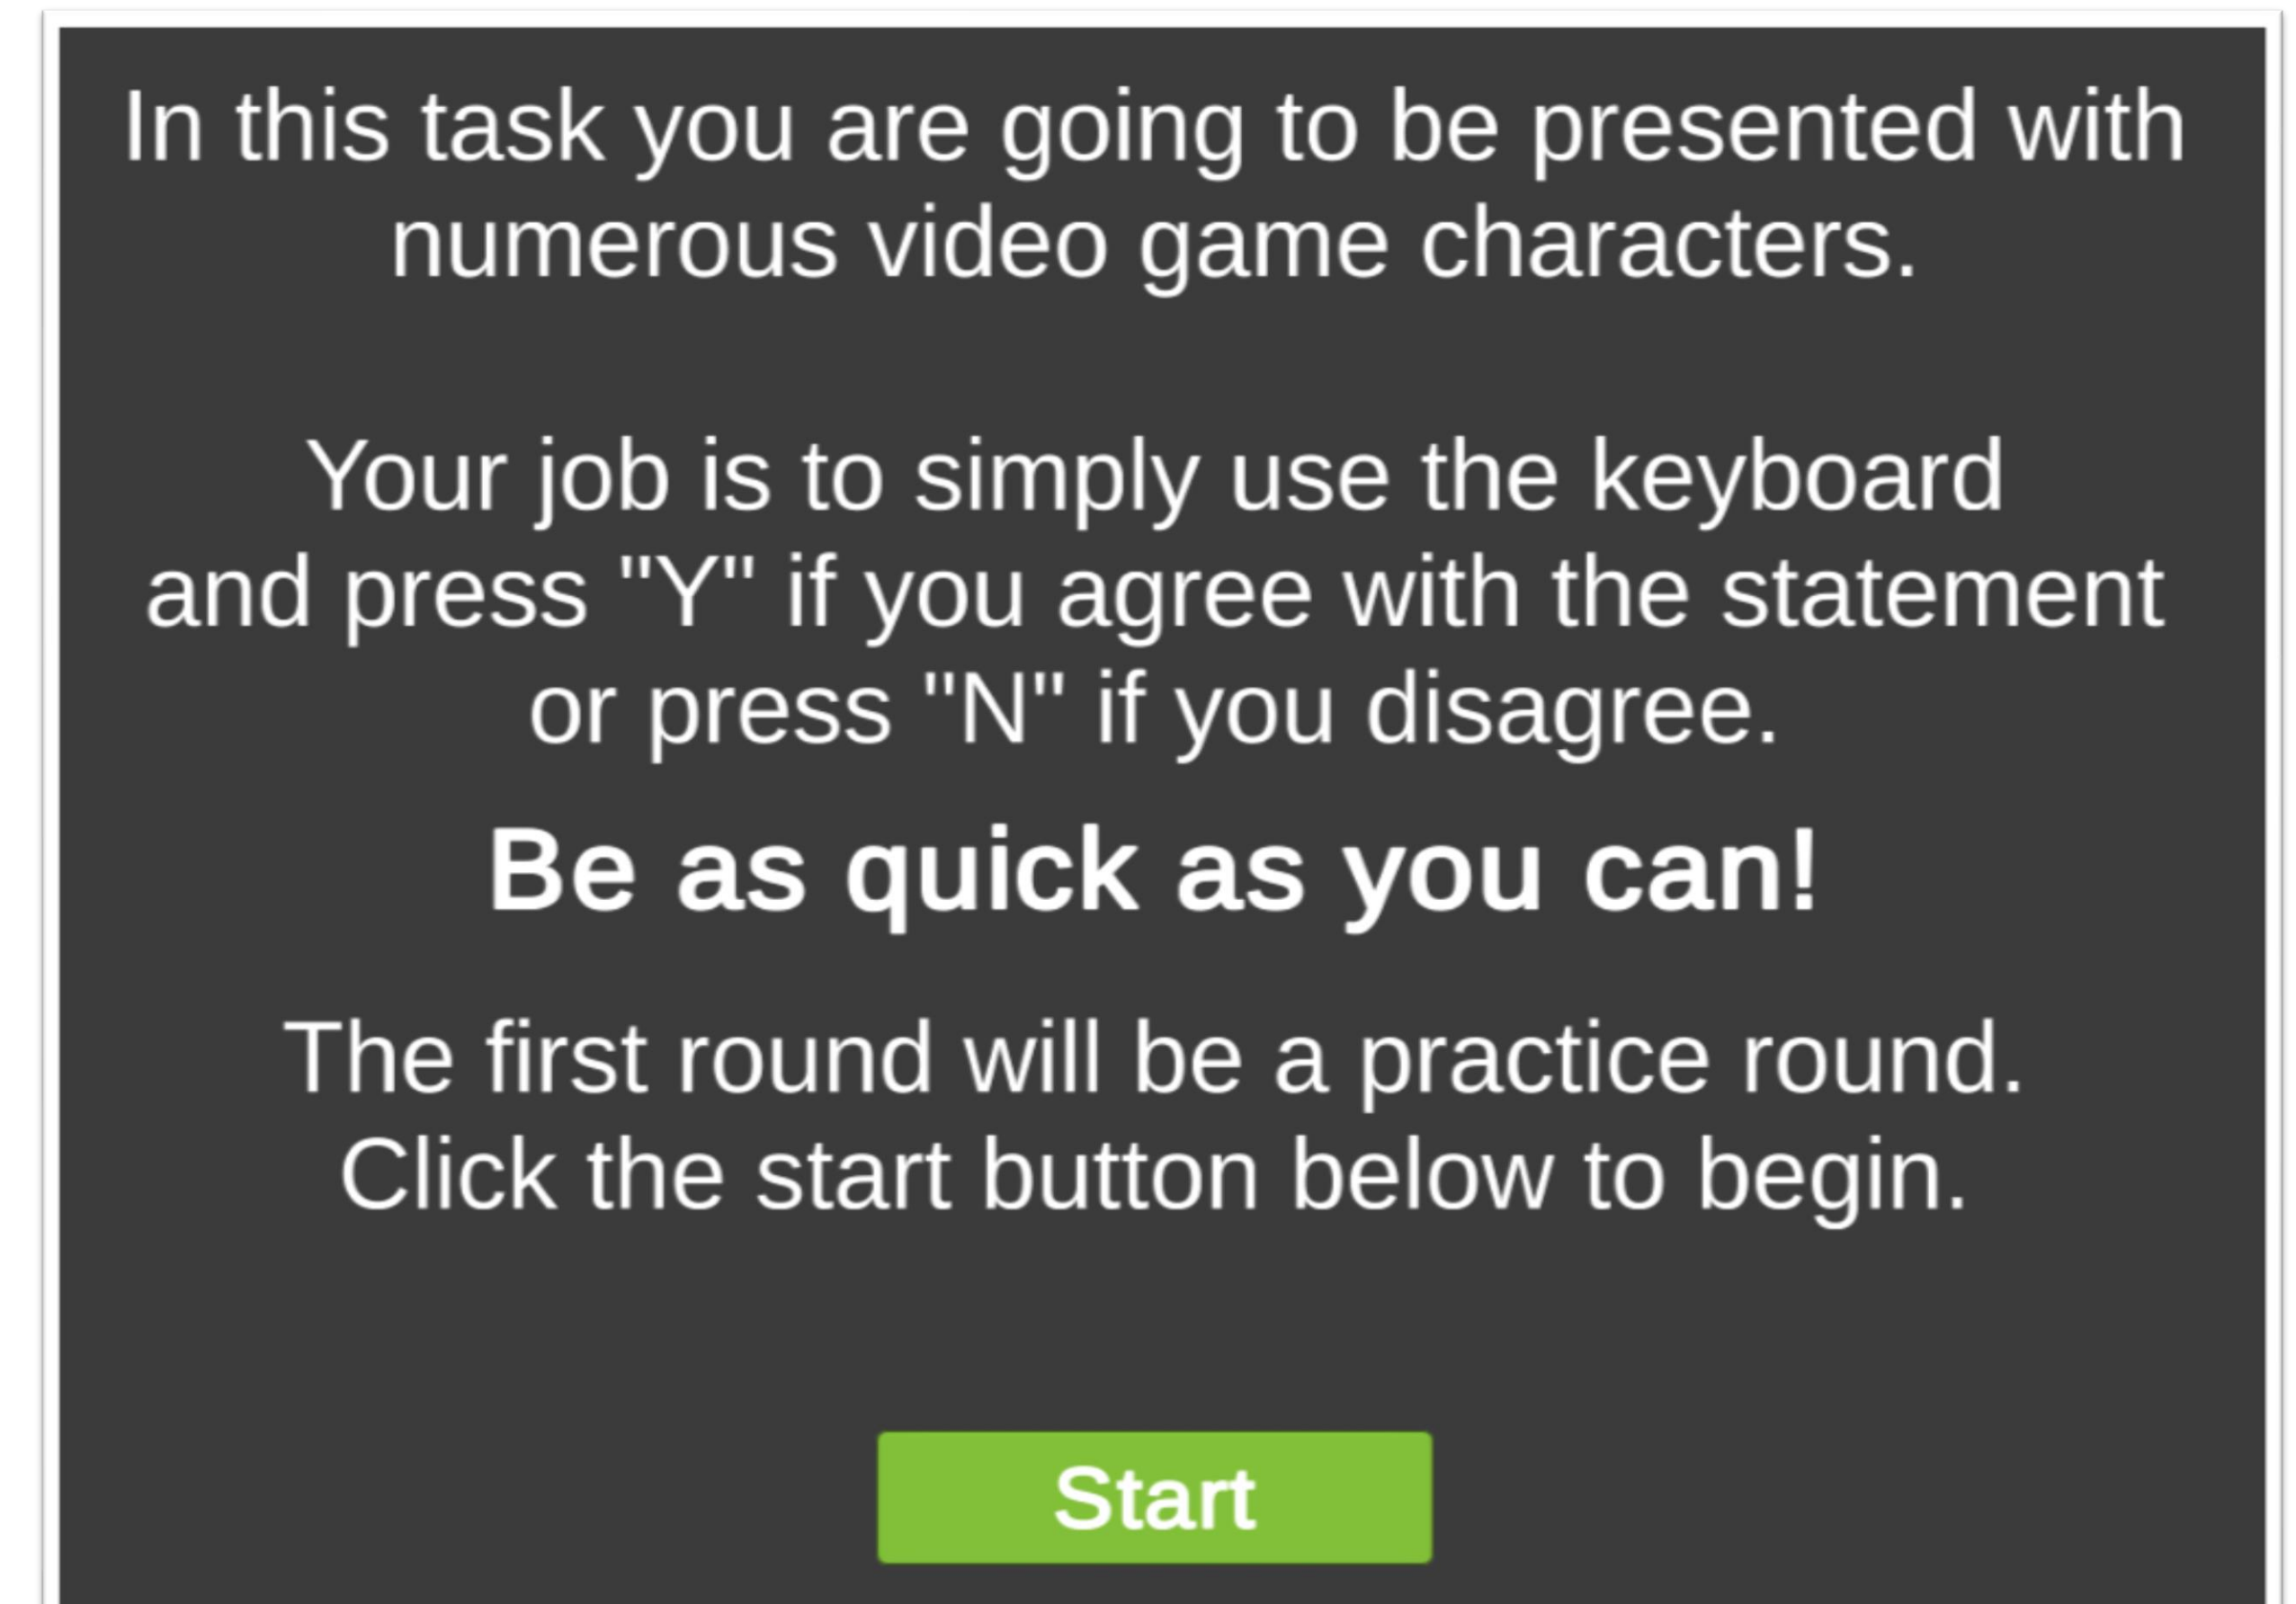 In this task you are going to be presented with
numerous video game characters.
Your job is to simply use the keyboard
and press "Y" if you agree with the statement
or press "N" if you disagree.
Be as quick as you can!
The first round will be a practice round.
Click the start button below to begin.
Start